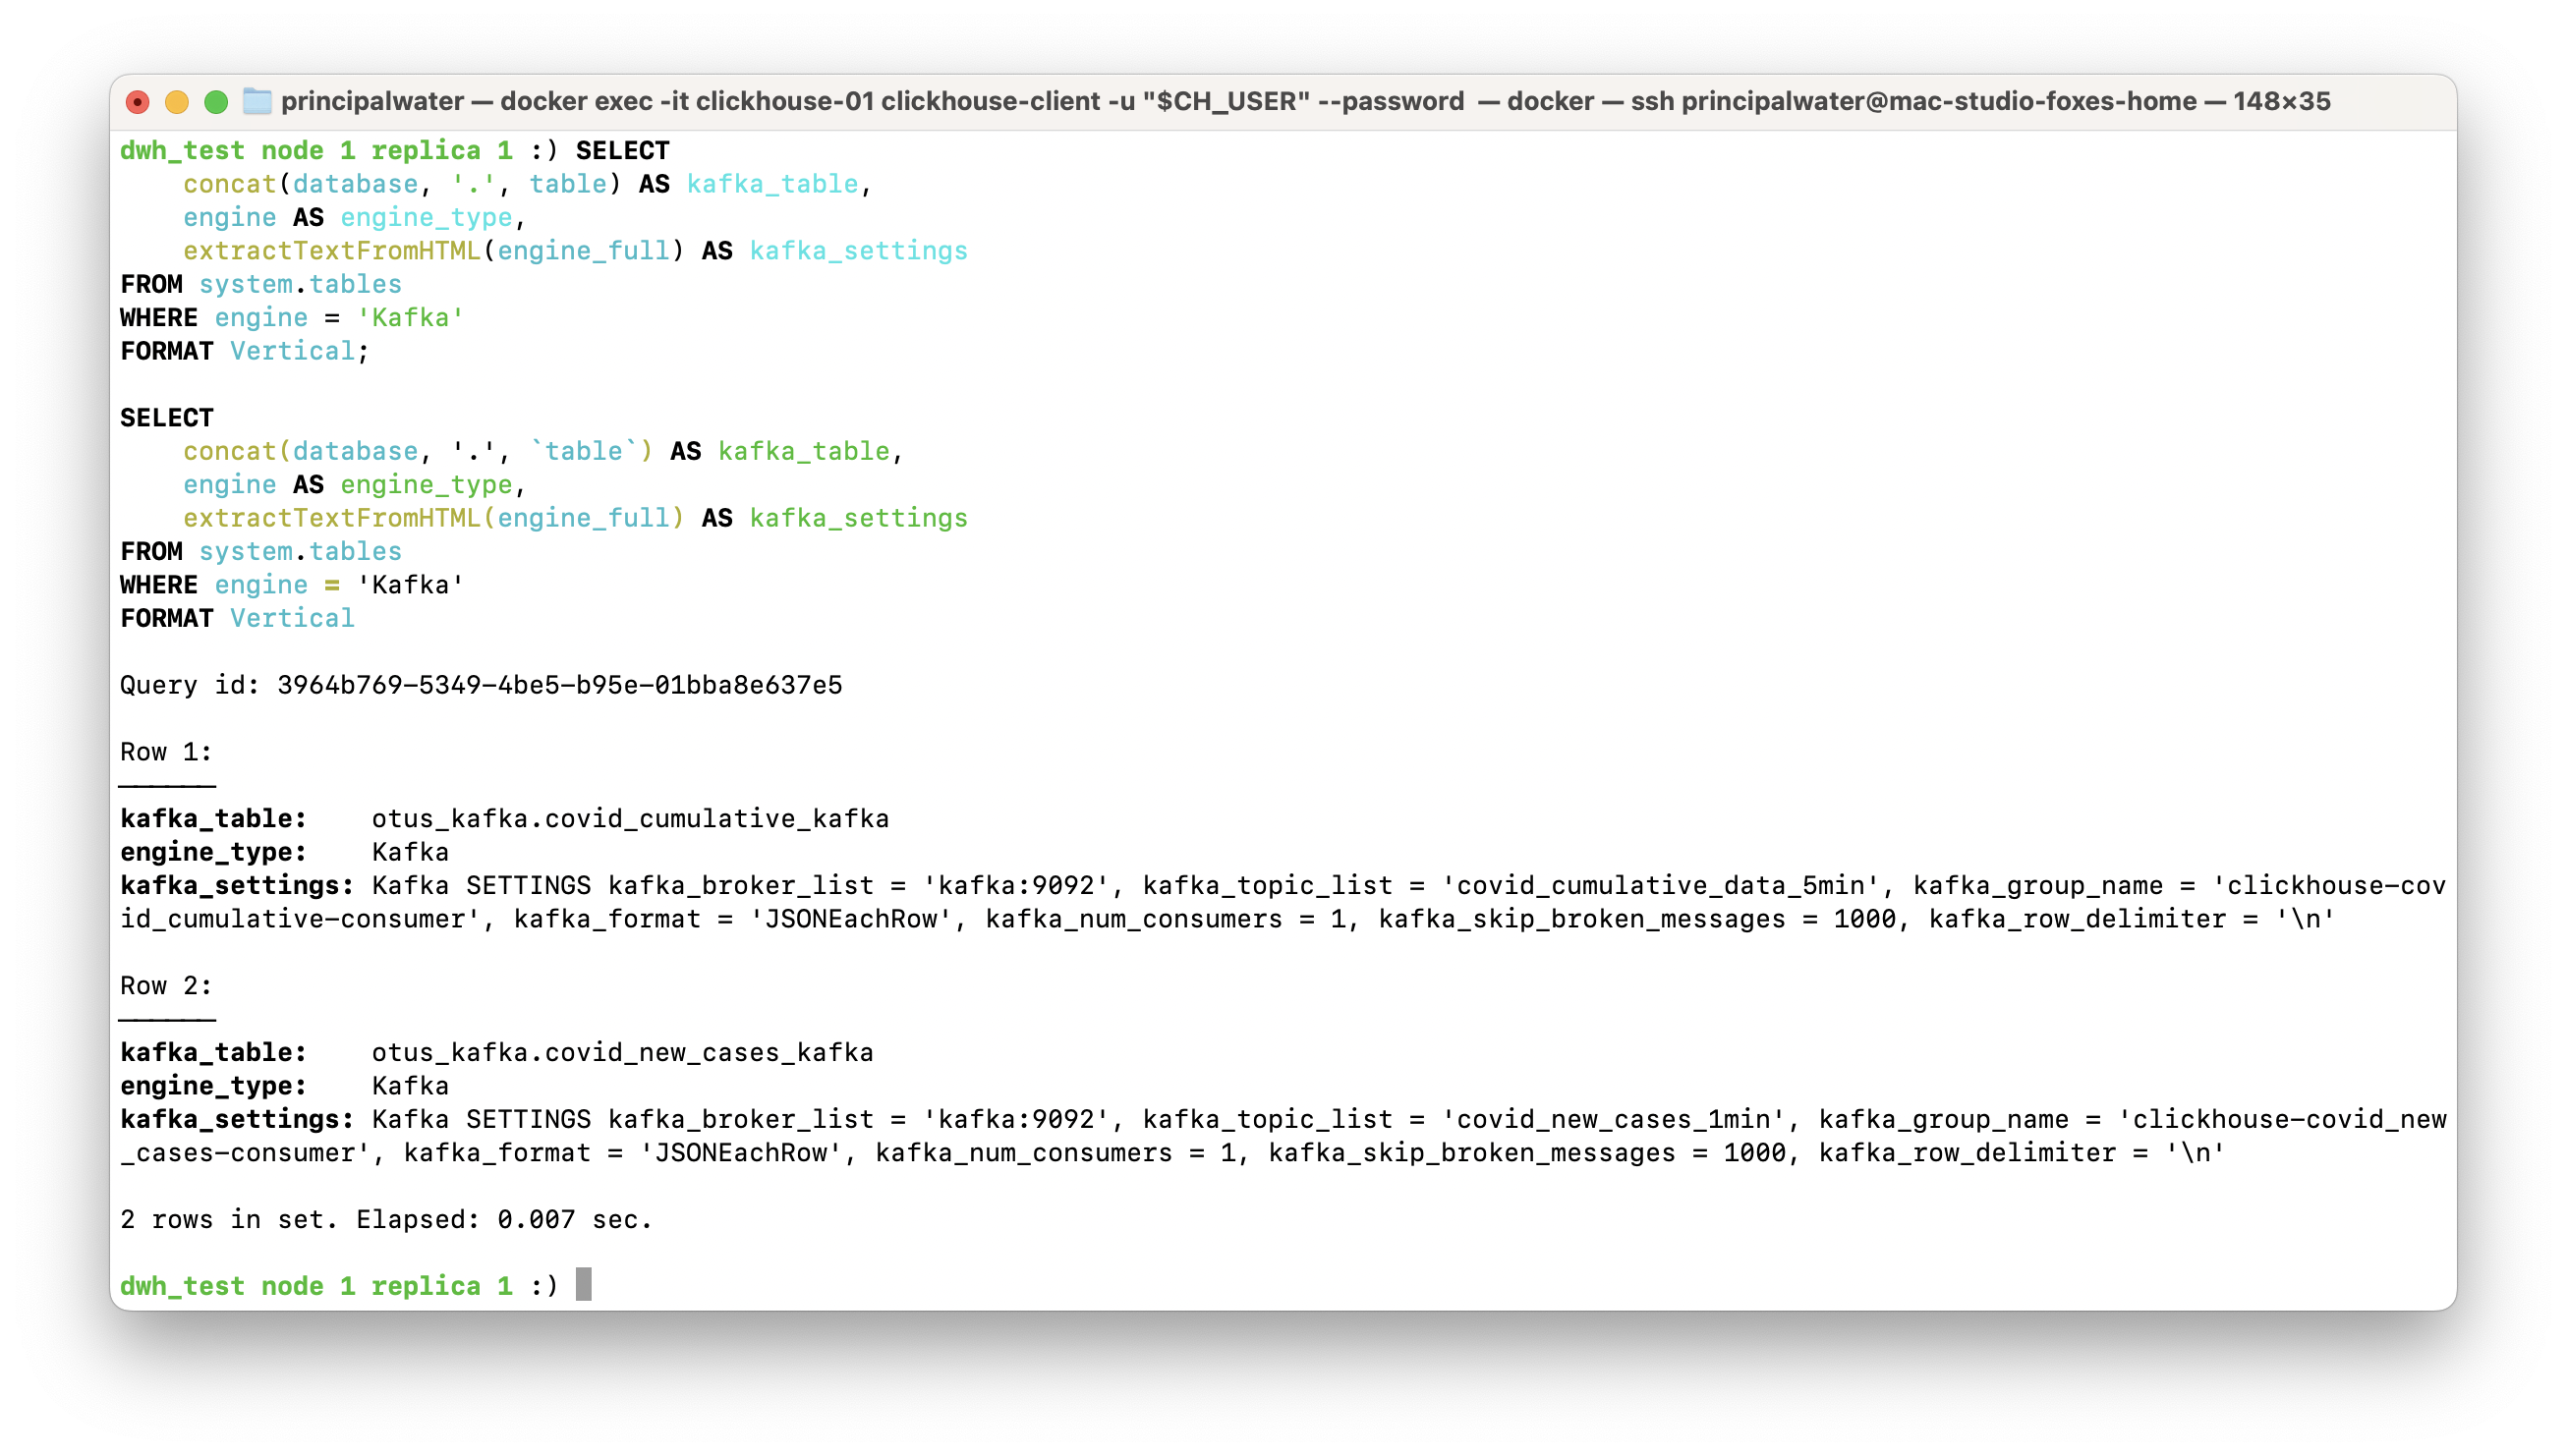 principalwater — docker exec -it clickhouse-01 clickhouse-client -u "$CH_USER" --password — docker — ssh principalwater@mac-studio-foxes-home — 148×35
dwh_test node 1 replica 1 :) SELECT
    concat(database, '.', table) AS kafka_table,
    engine AS engine_type,
    extractTextFromHTML(engine_full) AS kafka_settings
FROM system.tables
WHERE engine = 'Kafka'
FORMAT Vertical;

SELECT
    concat(database, '.', `table`) AS kafka_table,
    engine AS engine_type,
    extractTextFromHTML(engine_full) AS kafka_settings
FROM system.tables
WHERE engine = 'Kafka'
FORMAT Vertical

Query id: 3964b769-5349-4be5-b95e-01bba8e637e5

Row 1:
──────
kafka_table:    otus_kafka.covid_cumulative_kafka
engine_type:    Kafka
kafka_settings: Kafka SETTINGS kafka_broker_list = 'kafka:9092', kafka_topic_list = 'covid_cumulative_data_5min', kafka_group_name = 'clickhouse-cov
id_cumulative-consumer', kafka_format = 'JSONEachRow', kafka_num_consumers = 1, kafka_skip_broken_messages = 1000, kafka_row_delimiter = '\n'

Row 2:
──────
kafka_table:    otus_kafka.covid_new_cases_kafka
engine_type:    Kafka
kafka_settings: Kafka SETTINGS kafka_broker_list = 'kafka:9092', kafka_topic_list = 'covid_new_cases_1min', kafka_group_name = 'clickhouse-covid_new
_cases-consumer', kafka_format = 'JSONEachRow', kafka_num_consumers = 1, kafka_skip_broken_messages = 1000, kafka_row_delimiter = '\n'

2 rows in set. Elapsed: 0.007 sec.

dwh_test node 1 replica 1 :)